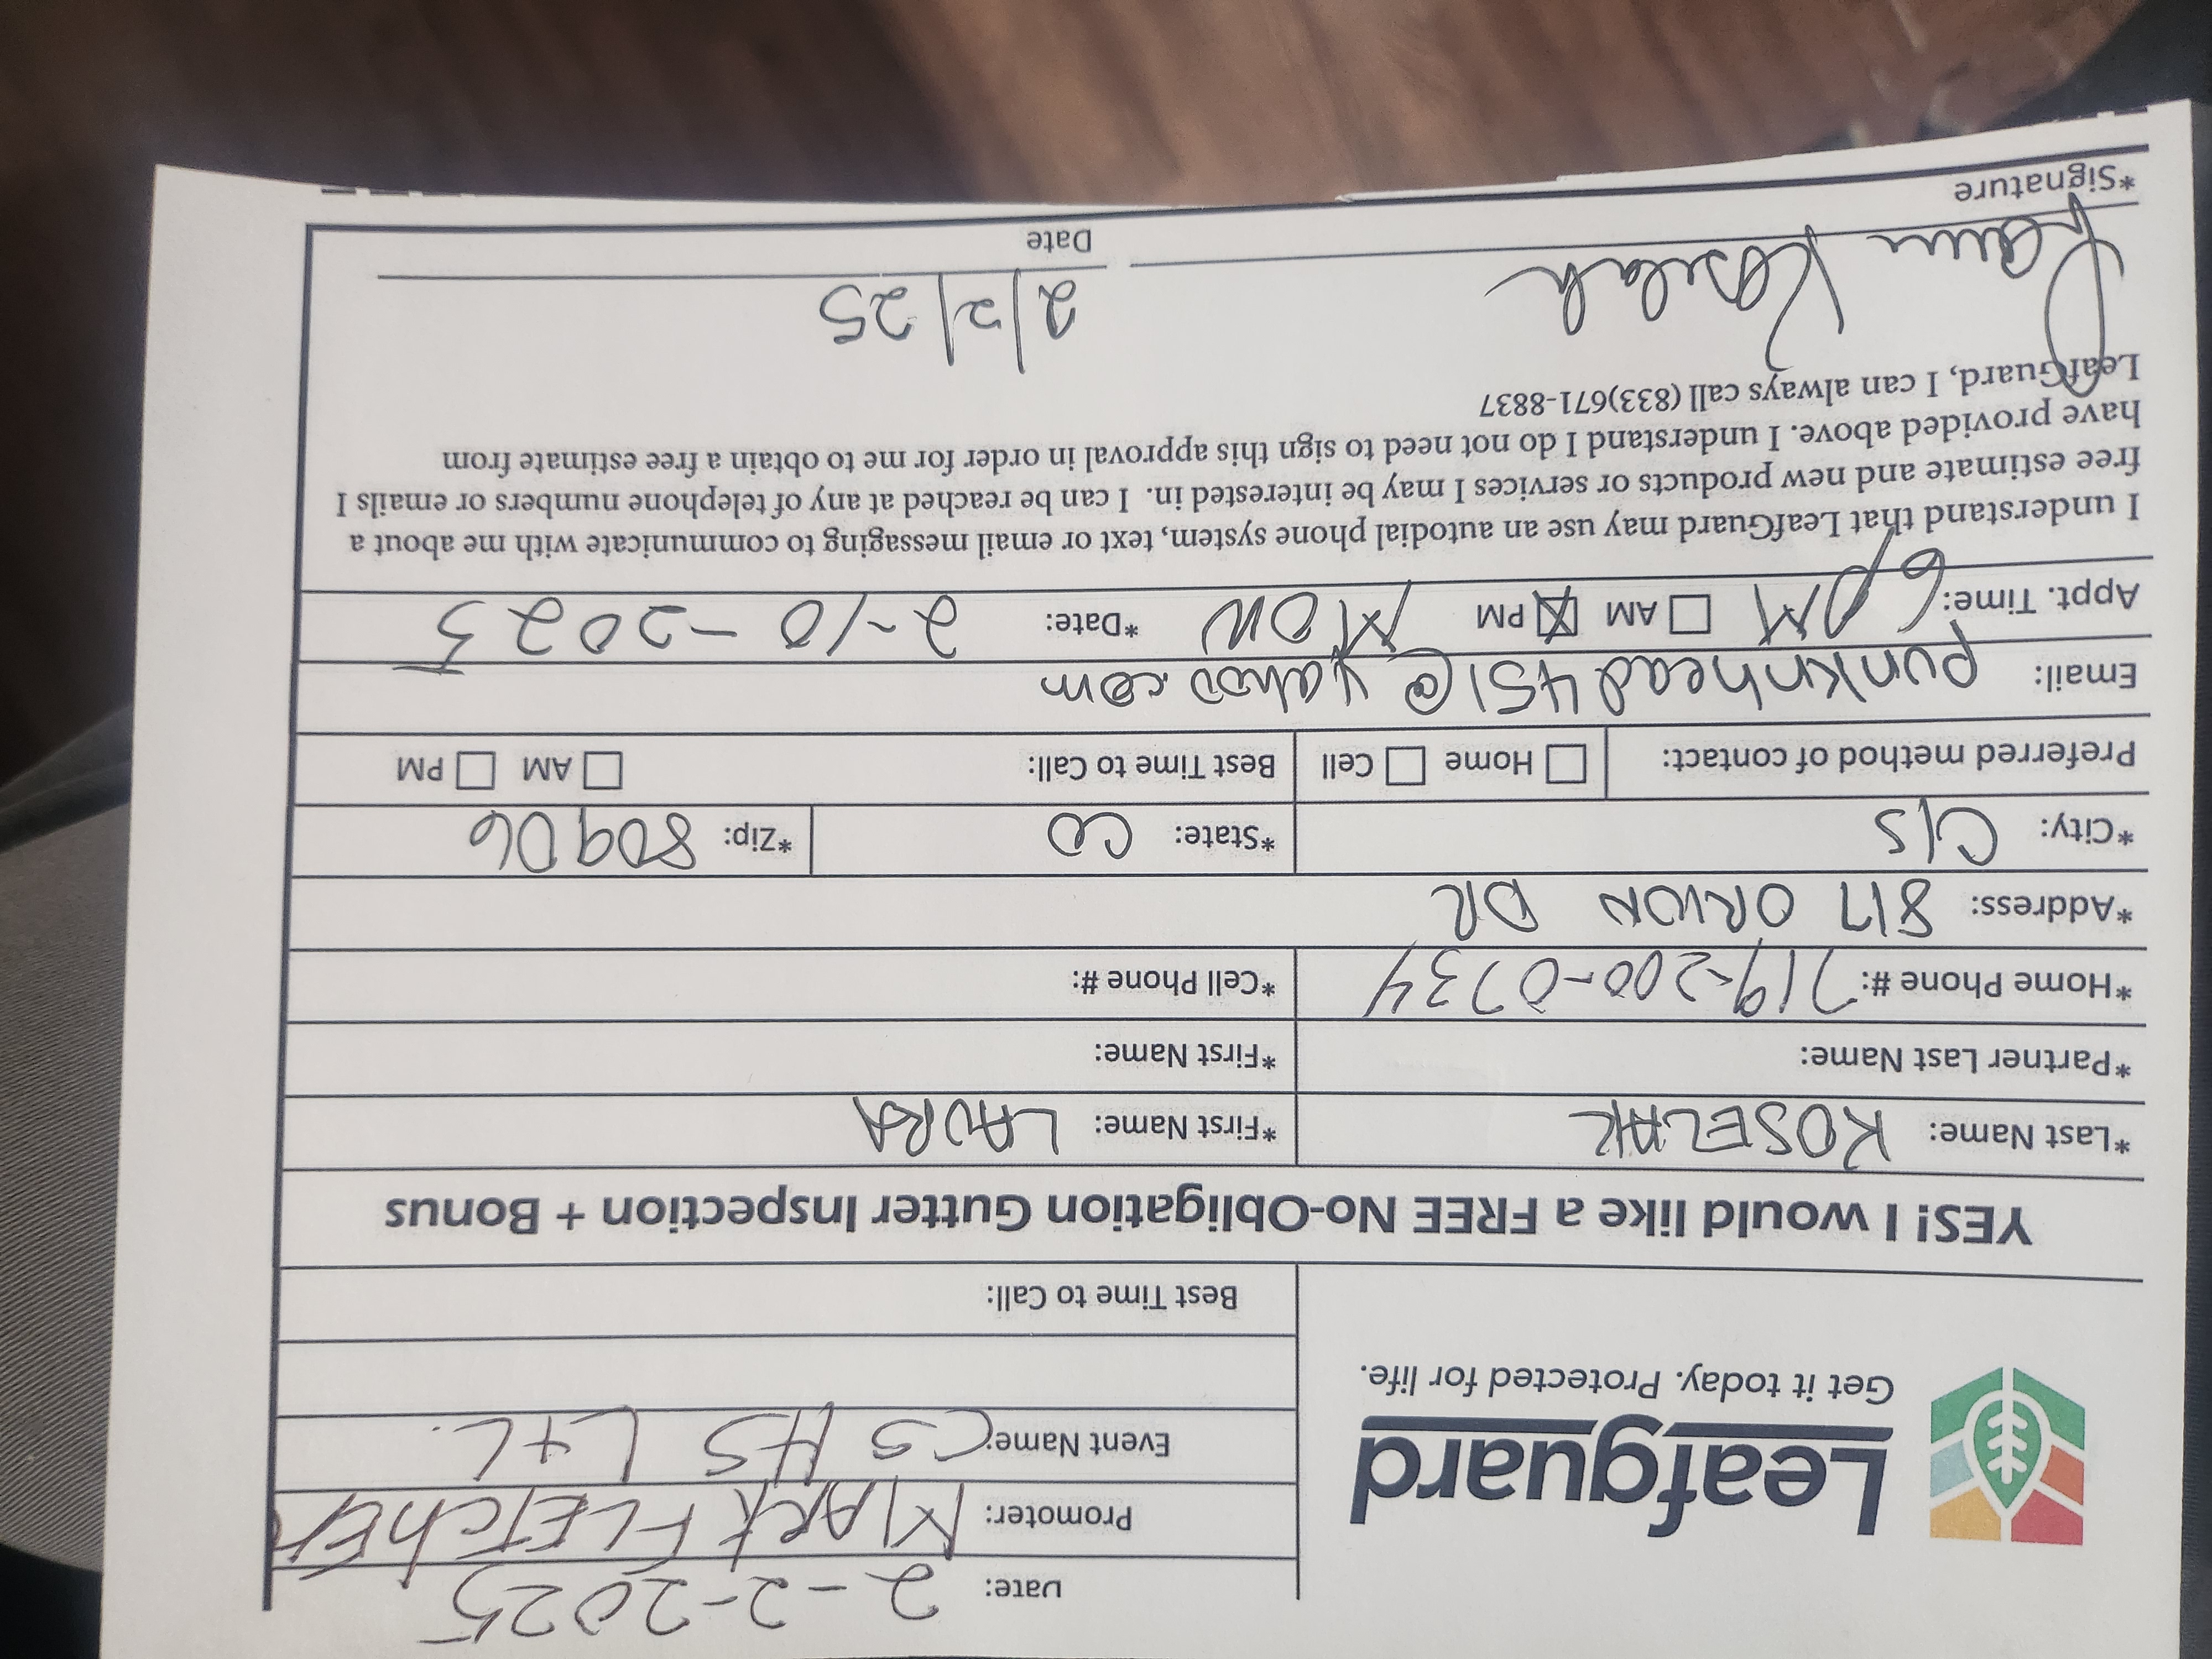 Date: 2-2-2025
Leafguard
Get it today. Protected for life.
Promoter: MARK FLETCHER
Event Name: CS HS L+L.
Best Time to Call:
YES! I would like a FREE No-Obligation Gutter Inspection + Bonus
*Last Name: KOSELAK *First Name: LAURA
*Partner Last Name: *First Name:
*Home Phone #: 719-200-0734 *Cell Phone #:
*Address: 817 ORWON DR
*City: C/S *State: CO *Zip: 80906
Preferred method of contact: ☐ Home ☐ Cell Best Time to Call: ☐ AM ☐ PM
Email: punknhead451@yahoo.com
Appt. Time: 6 PM ☐ AM ☒ PM MON *Date: 2-10-2025
I understand that LeafGuard may use an autodial phone system, text or email messaging to communicate with me about a
free estimate and new products or services I may be interested in. I can be reached at any of telephone numbers or emails I
have provided above. I understand I do not need to sign this approval in order for me to obtain a free estimate from
LeafGuard, I can always call (833)671-8837
Koselak 2/2/25
*Signature Date